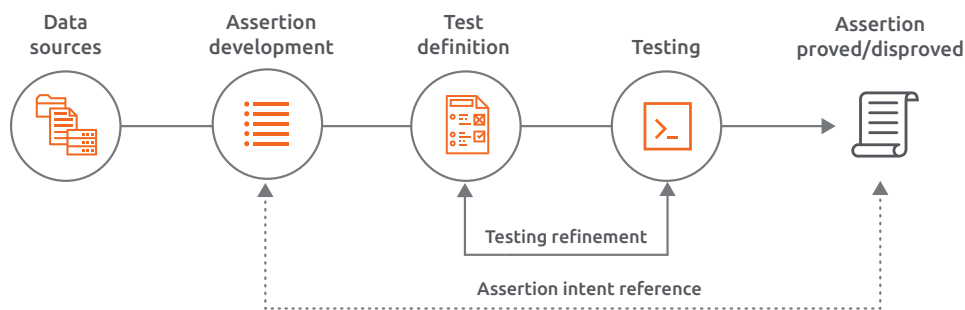 Data
sources
Assertion
development
Test
definition
Testing
Assertion
proved/disproved
Testing refinement
Assertion intent reference